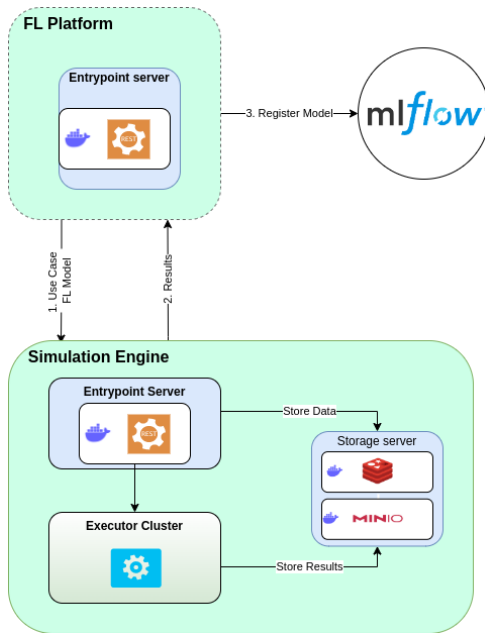 FL Platform
Entrypoint server
REST
3. Register Model
mlflow
1. Use Case
FL Model
2. Results
Simulation Engine
Entrypoint Server
REST
Store Data
Storage server
MINIO
Executor Cluster
Store Results